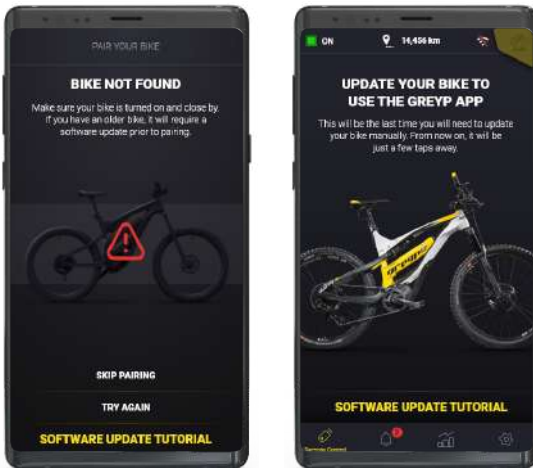 PAIR YOUR BIKE
BIKE NOT FOUND
Make sure your bike is turned on and close by.
If you have an older bike, it will require a
software update prior to pairing.
SKIP PAIRING
TRY AGAIN
SOFTWARE UPDATE TUTORIAL
ON
14,456 km
UPDATE YOUR BIKE TO
USE THE GREYP APP
This will be the last time you will need to update
your bike manually. From now on, it will be
just a few taps away.
greyp
SOFTWARE UPDATE TUTORIAL
Remote Control